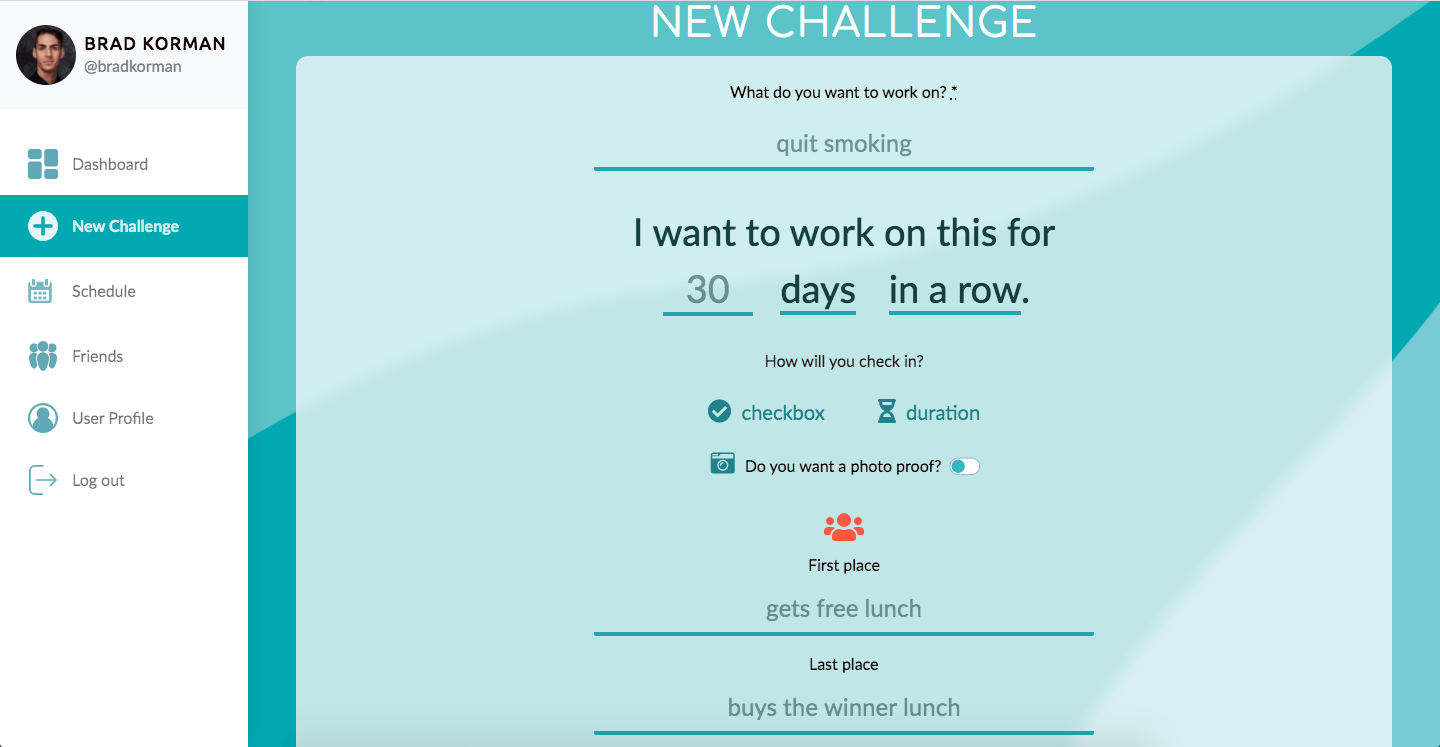 BRAD KORMAN
@bradkorman
Dashboard
New Challenge
Schedule
Friends
User Profile
Log out
NEW CHALLENGE
What do you want to work on? *
quit smoking
I want to work on this for
30 days in a row.
How will you check in?
checkbox duration
Do you want a photo proof?
First place
gets free lunch
Last place
buys the winner lunch